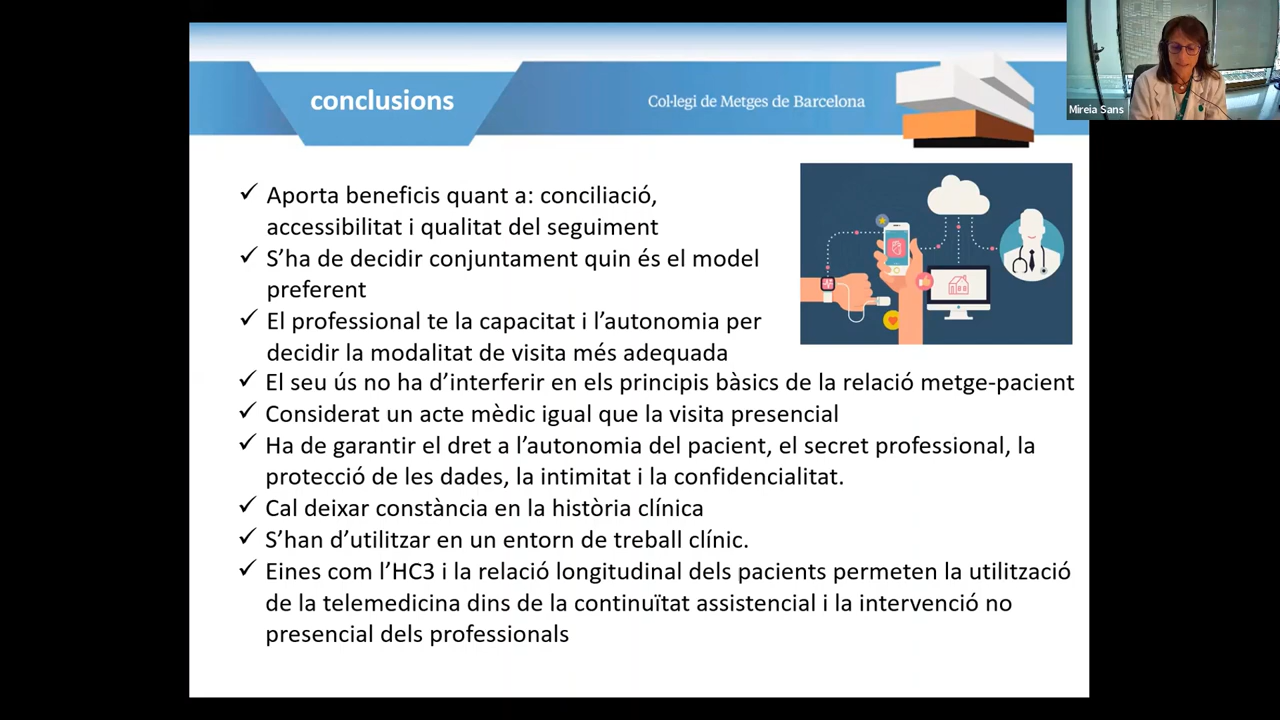 conclusions
Col·legi de Metges de Barcelona
Mireia Sans
✓ Aporta beneficis quant a: conciliació,
accessibilitat i qualitat del seguiment
✓ S’ha de decidir conjuntament quin és el model
preferent
✓ El professional te la capacitat i l’autonomia per
decidir la modalitat de visita més adequada
✓ El seu ús no ha d’interferir en els principis bàsics de la relació metge-pacient
✓ Considerat un acte mèdic igual que la visita presencial
✓ Ha de garantir el dret a l’autonomia del pacient, el secret professional, la
protecció de les dades, la intimitat i la confidencialitat.
✓ Cal deixar constància en la història clínica
✓ S’han d’utilitzar en un entorn de treball clínic.
✓ Eines com l’HC3 i la relació longitudinal dels pacients permeten la utilització
de la telemedicina dins de la continuïtat assistencial i la intervenció no
presencial dels professionals